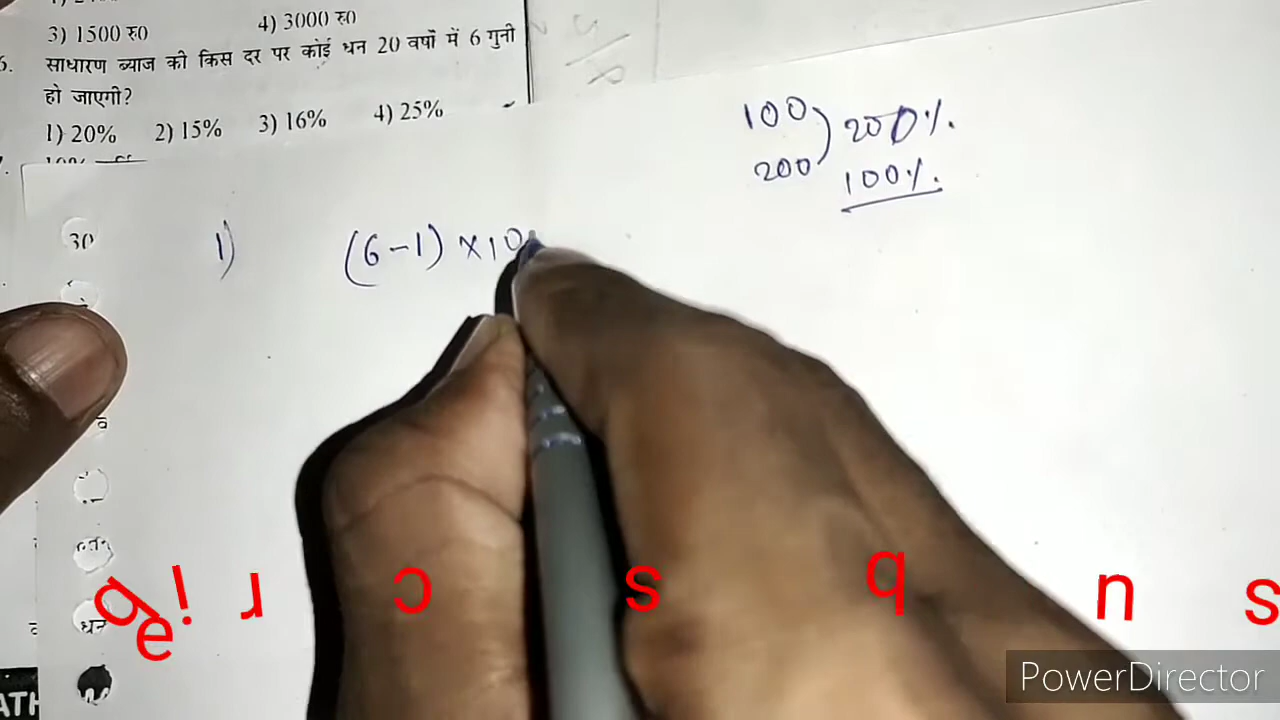 3) 1500 रु0 4) 3000 रु0
साधारण ब्याज की किस दर पर कोई धन 20 वर्षों में 6 गुनी
हो जाएगी?
1) 20% 2) 15% 3) 16% 4) 25%
100
200%.
200
100%.
30
1) (6-1) × 10
धन
PowerDirector